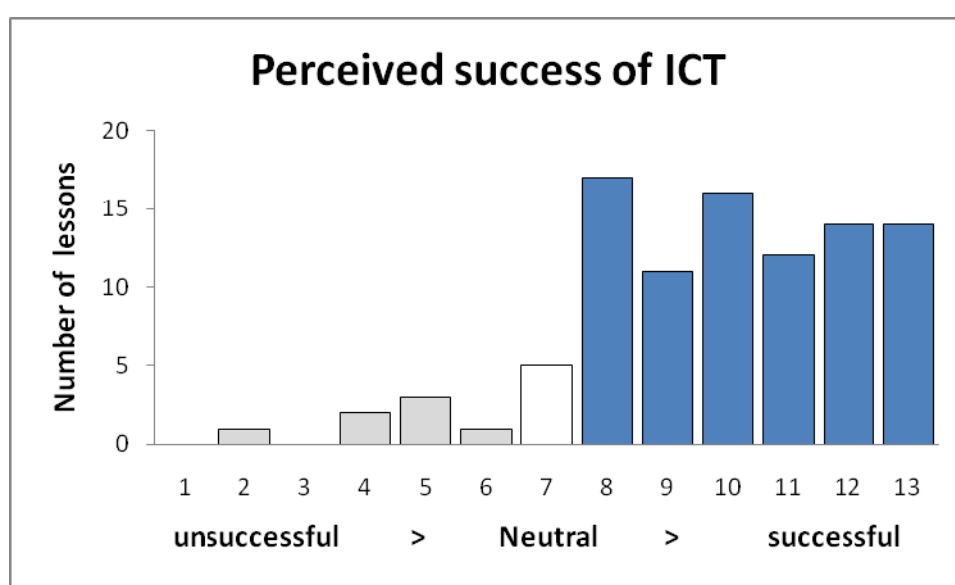 Perceived success of ICT
Number of lessons
20
15
10
5
0
1 2 3 4 5 6 7 8 9 10 11 12 13
unsuccessful > Neutral > successful